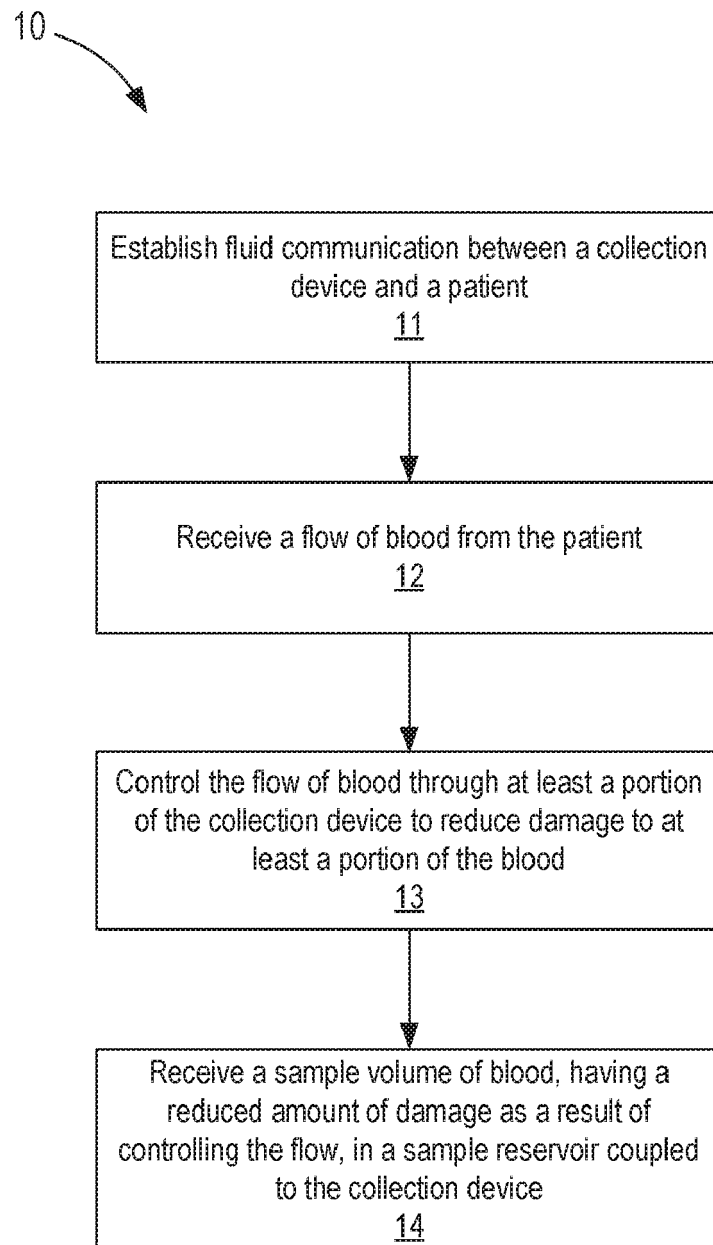 10
Establish fluid communication between a collection
device and a patient
11
Receive a flow of blood from the patient
12
Control the flow of blood through at least a portion
of the collection device to reduce damage to at
least a portion of the blood
13
Receive a sample volume of blood, having a
reduced amount of damage as a result of
controlling the flow, in a sample reservoir coupled
to the collection device
14